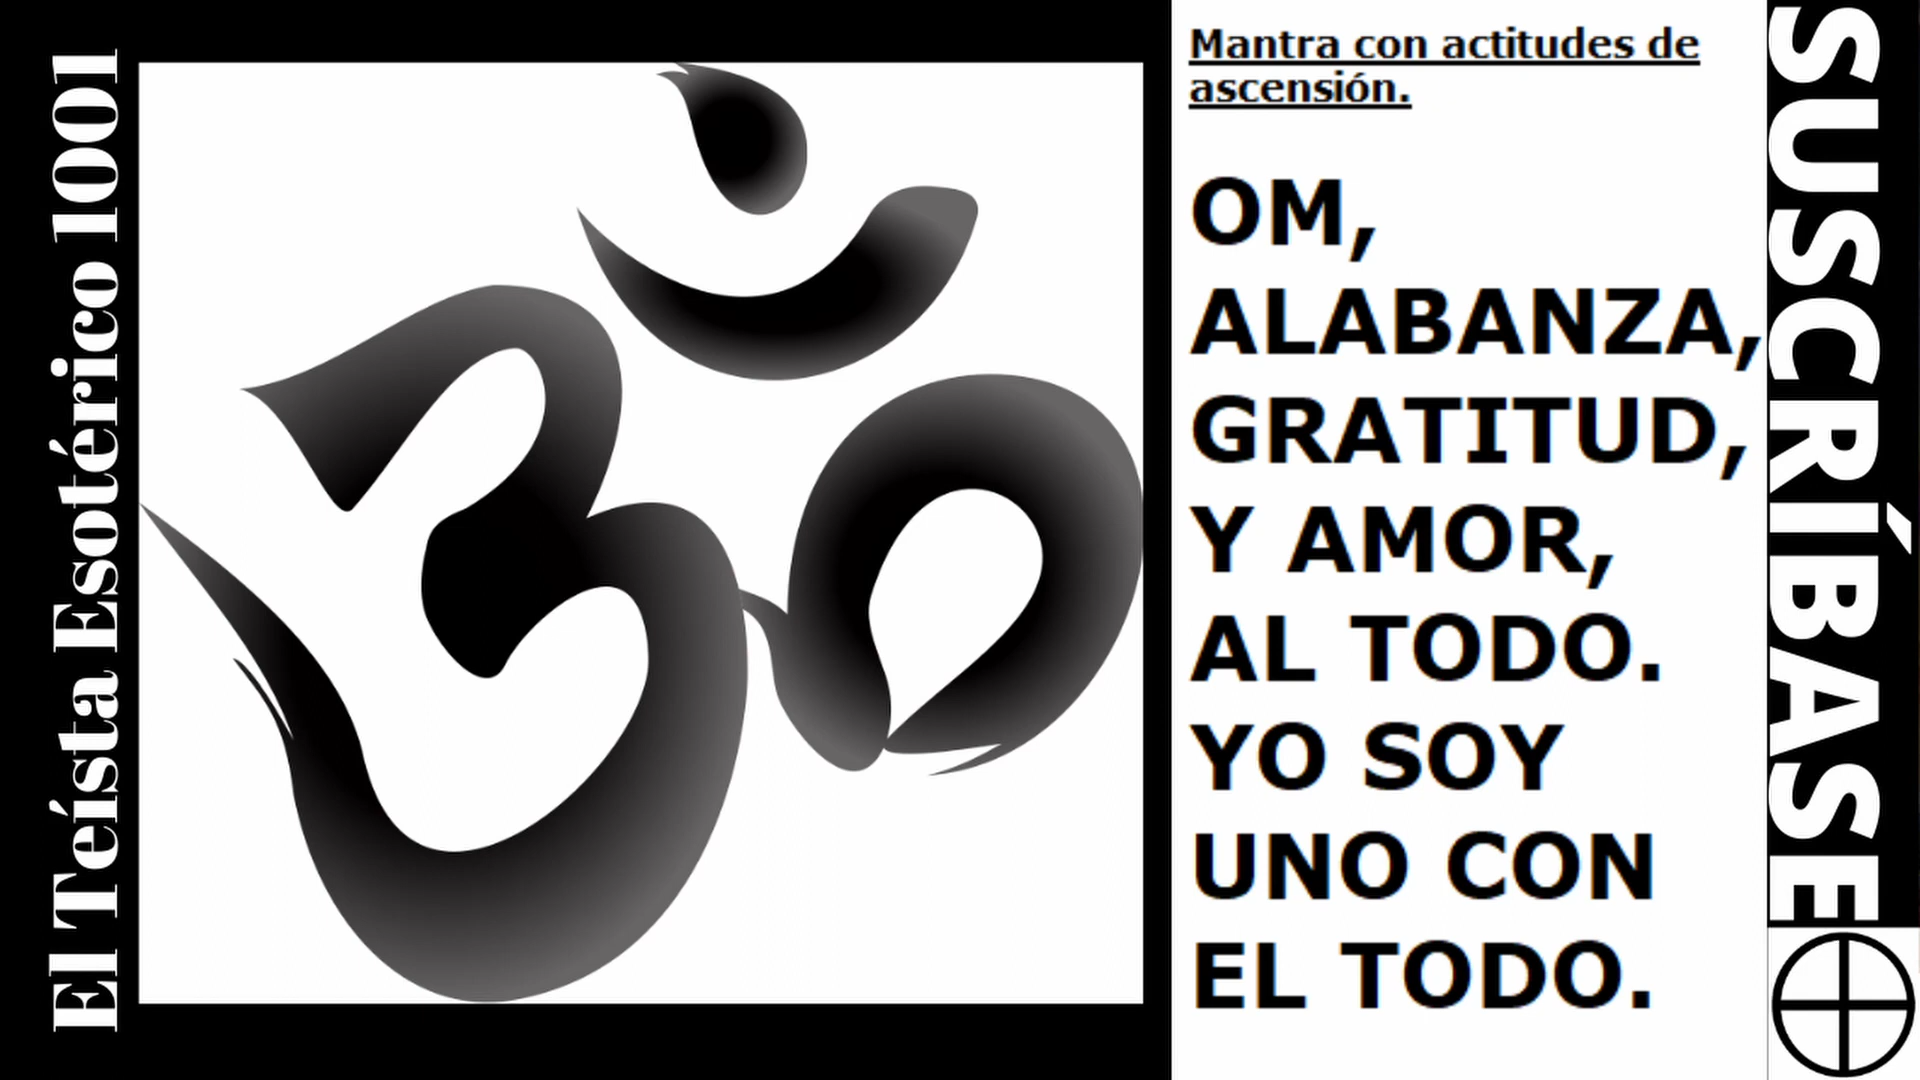 El Teísta Esotérico 1001
ॐ
Mantra con actitudes de
ascensión.
OM,
ALABANZA,
GRATITUD,
Y AMOR,
AL TODO.
YO SOY
UNO CON
EL TODO.
SUSCRÍBASE